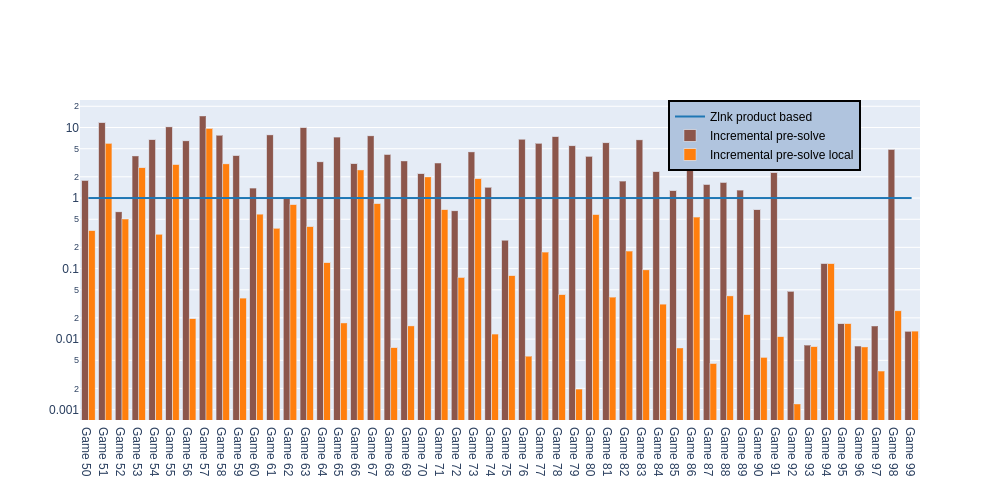 Zlnk product based
Incremental pre-solve
Incremental pre-solve local
2
10
5
2
1
5
2
0.1
5
2
0.01
5
2
0.001
Game 50
Game 51
Game 52
Game 53
Game 54
Game 55
Game 56
Game 57
Game 58
Game 59
Game 60
Game 61
Game 62
Game 63
Game 64
Game 65
Game 66
Game 67
Game 68
Game 69
Game 70
Game 71
Game 72
Game 73
Game 74
Game 75
Game 76
Game 77
Game 78
Game 79
Game 80
Game 81
Game 82
Game 83
Game 84
Game 85
Game 86
Game 87
Game 88
Game 89
Game 90
Game 91
Game 92
Game 93
Game 94
Game 95
Game 96
Game 97
Game 98
Game 99